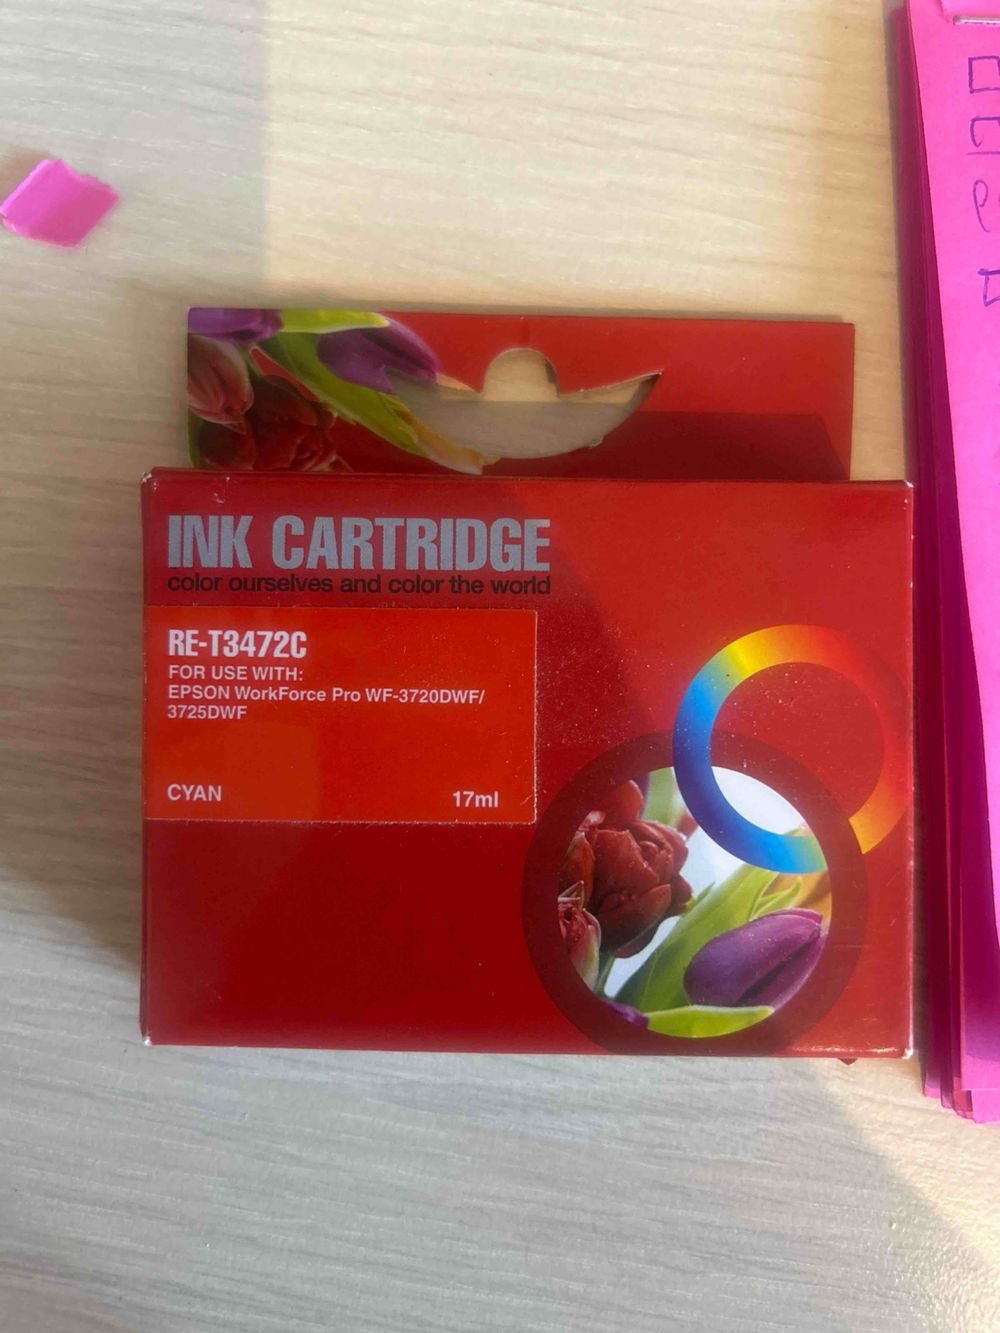 INK CARTRIDGE
color ourselves and color the world
RE-T3472C
FOR USE WITH:
EPSON WorkForce Pro WF-3720DWF/
3725DWF
CYAN 17ml